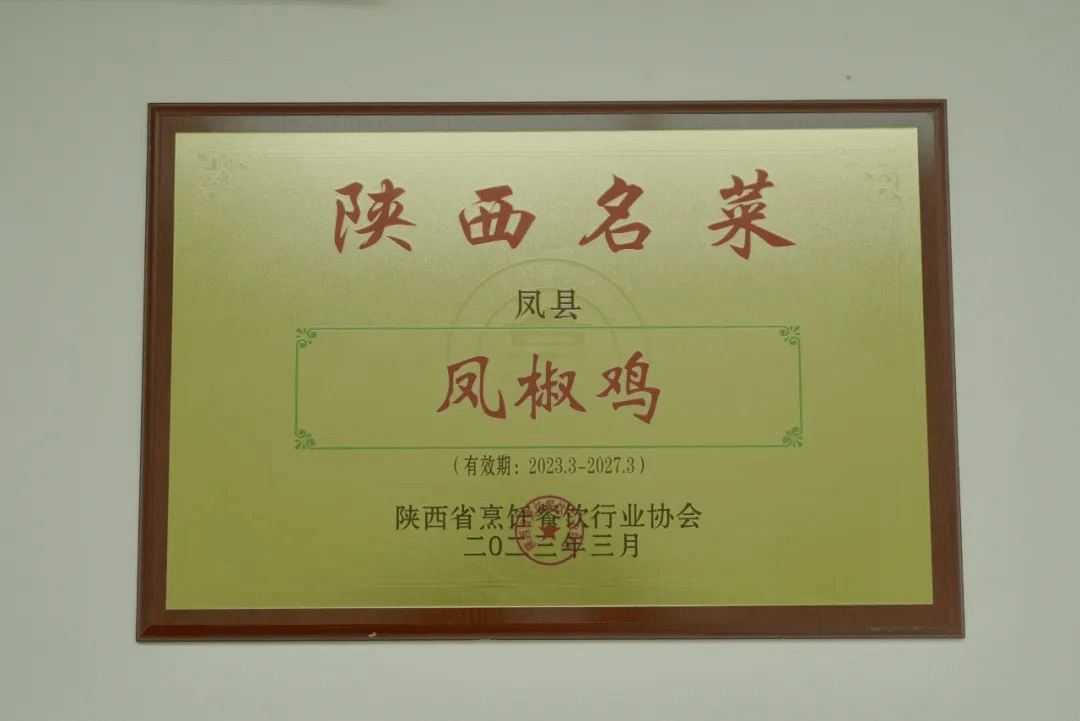 陕西名菜
凤县
凤椒鸡
（有效期：2023.3-2027.3）
陕西省烹饪餐饮行业协会
二〇二三年三月